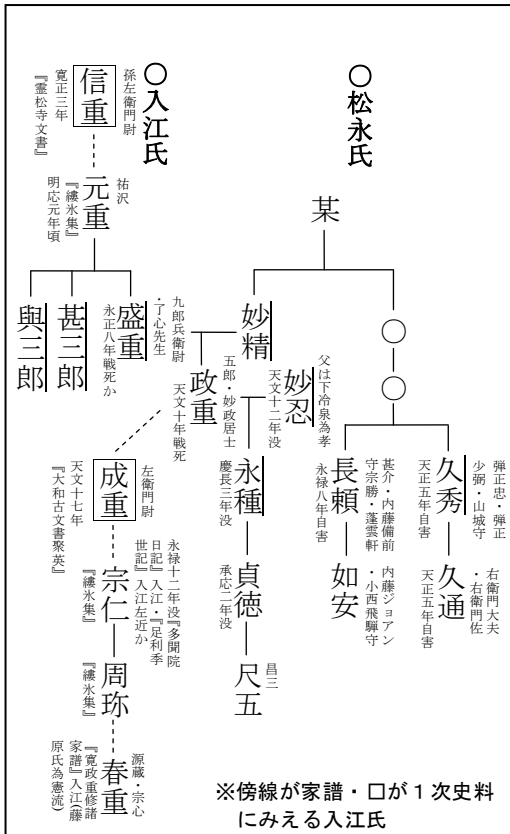 ○松永氏
某
○
○
久秀
弾正忠・弾正
少弼・山城守
天正五年自害
久通
右衛門大夫
・右衛門佐
天正五年自害
長頼
甚介・内藤備前
守宗勝・蓬雲軒
永禄八年自害
如安
内藤ジョアン
・小西飛騨守
妙精
妙忍
父は下冷泉為孝
天文十二年没
永種
慶長三年没
貞徳
承応二年没
尺五
昌三
○入江氏
信重
孫左衛門尉
寛正三年
『霊松寺文書』
元重
祐沢
『縷氷集』
明応元年頃
盛重
九郎兵衛尉
・了心先生
永正八年戦死か
甚三郎
與三郎
政重
五郎・妙政居士
天文十年戦死
成重
左衛門尉
天文十七年
『大和古文書聚英』
宗仁
永禄十二年没『多聞院
日記』入江・『足利季
世記』入江左近か
『縷氷集』
周珎
『縷氷集』
春重
源蔵・宗心
『寛政重修諸
家譜』入江(藤
原氏為憲流)
※傍線が家譜・□が1次史料
にみえる入江氏